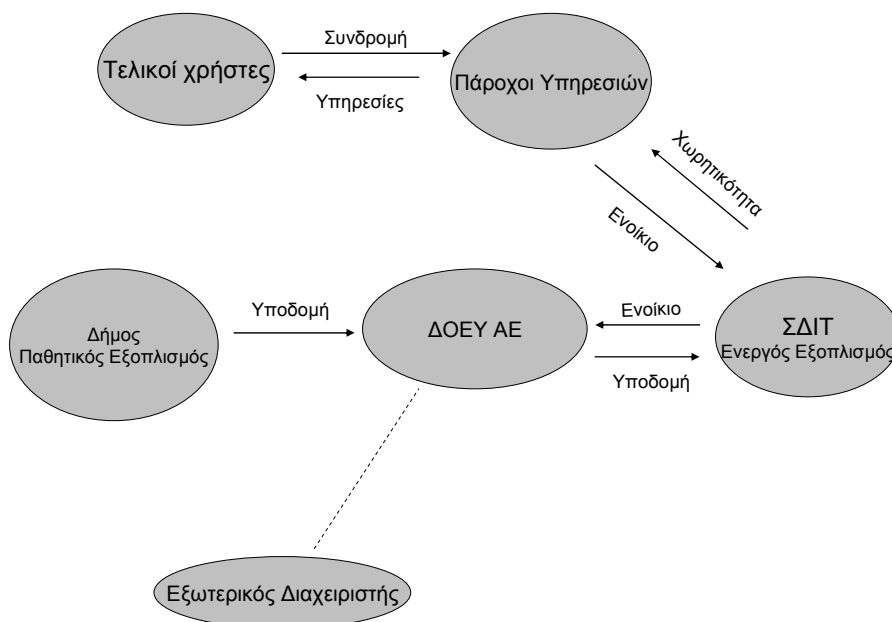 Συνδρομή
Τελικοί χρήστες
Πάροχοι Υπηρεσιών
Υπηρεσίες
Χωρητικότητα
Ενοίκιο
Υποδομή
Ενοίκιο
Δήμος
Παθητικός Εξοπλισμός
ΔΟΕΥ ΑΕ
ΣΔΙΤ
Ενεργός Εξοπλισμός
Υποδομή
Εξωτερικός Διαχειριστής